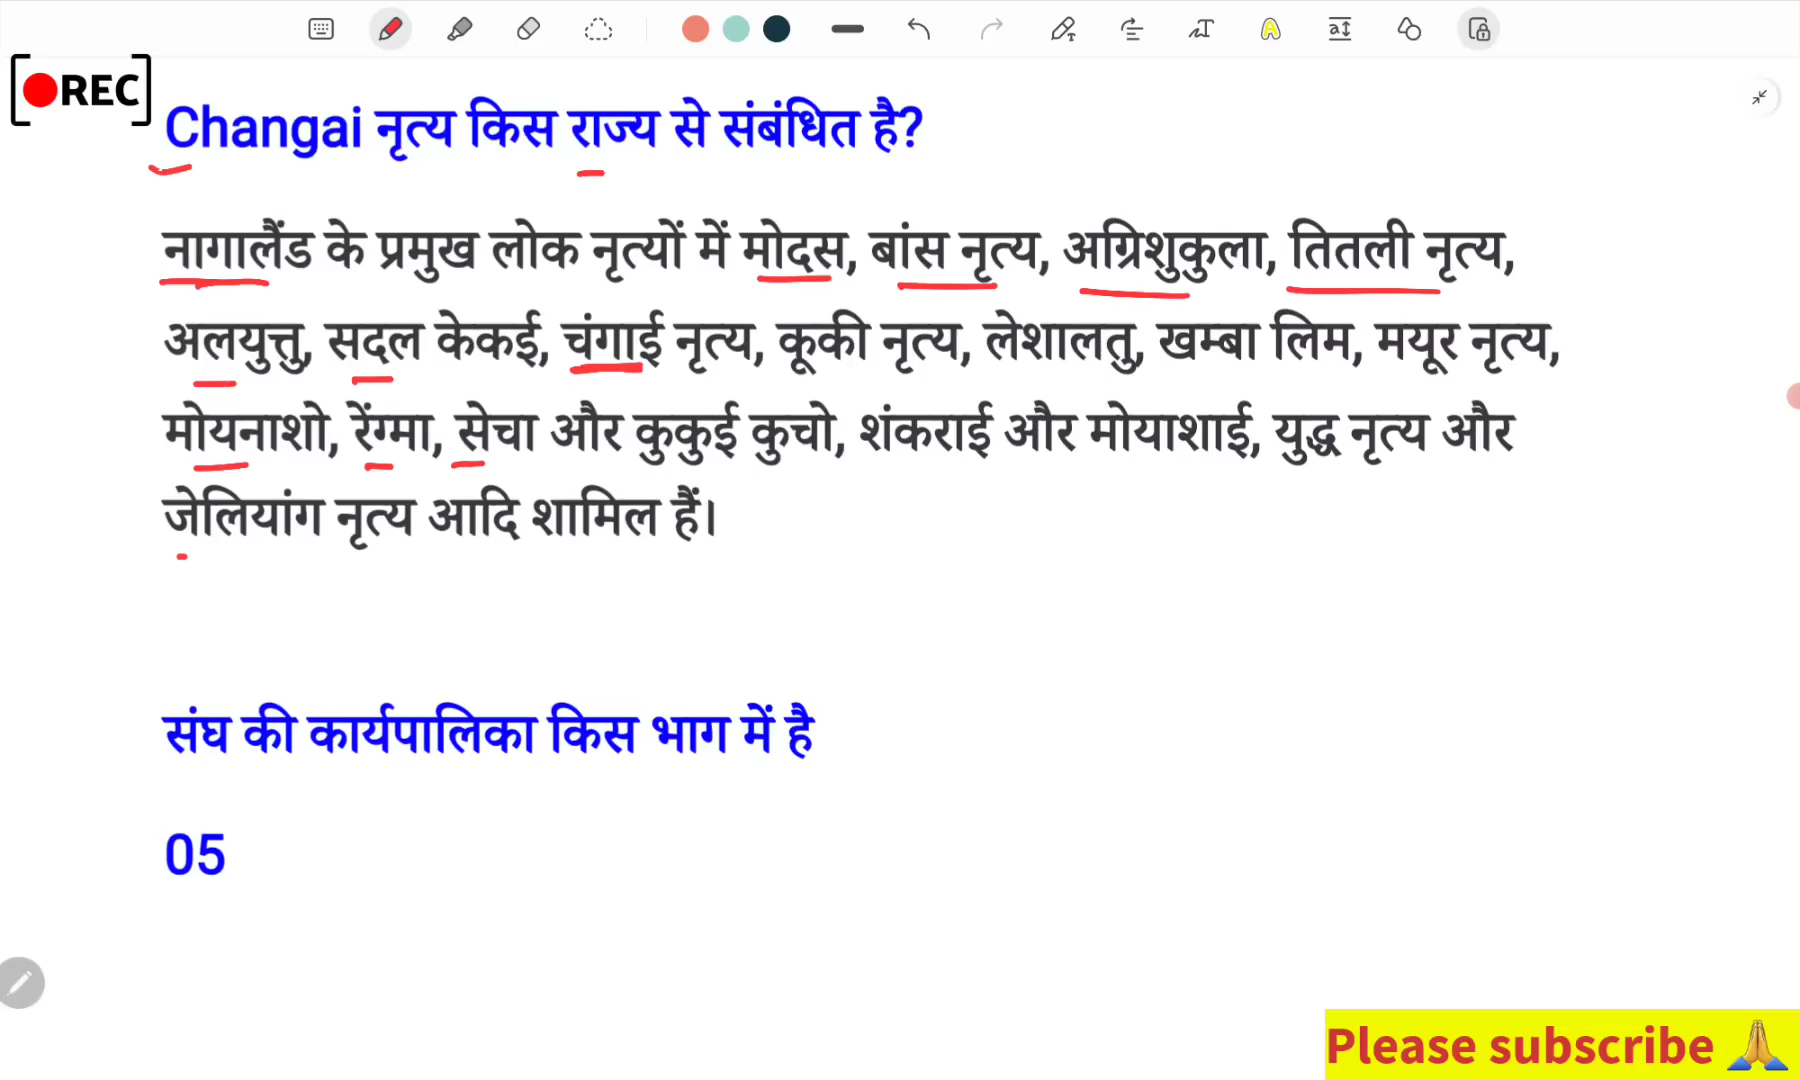 REC
Changai नृत्य किस राज्य से संबंधित है?
नागालैंड के प्रमुख लोक नृत्यों में मोदस, बांस नृत्य, अग्रिशुकुला, तितली नृत्य,
अलयुत्तु, सदल केकई, चंगाई नृत्य, कूकी नृत्य, लेशालतु, खम्बा लिम, मयूर नृत्य,
मोयनाशो, रेंग्मा, सेचा और कुकुई कुचो, शंकराई और मोयाशाई, युद्ध नृत्य और
जेलियांग नृत्य आदि शामिल हैं।
संघ की कार्यपालिका किस भाग में है
05
Please subscribe 🙏